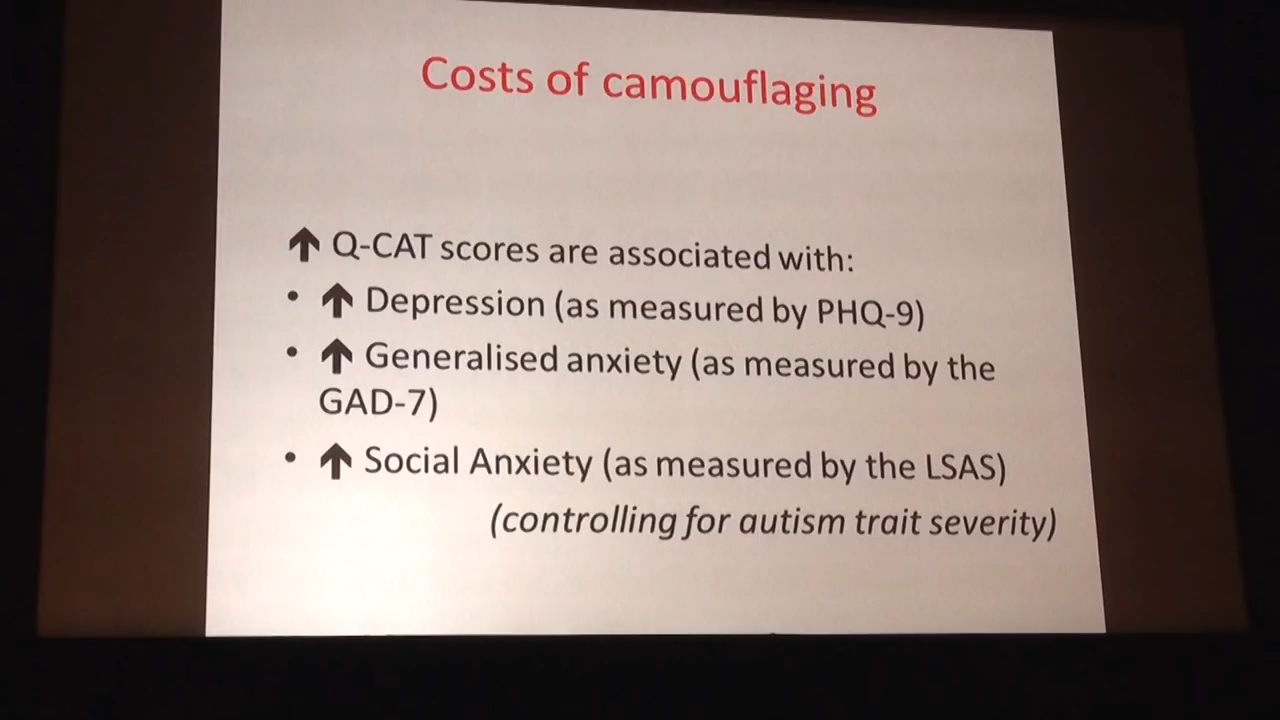 Costs of camouflaging
⬆ Q-CAT scores are associated with:
• ⬆ Depression (as measured by PHQ-9)
• ⬆ Generalised anxiety (as measured by the
GAD-7)
• ⬆ Social Anxiety (as measured by the LSAS)
(controlling for autism trait severity)